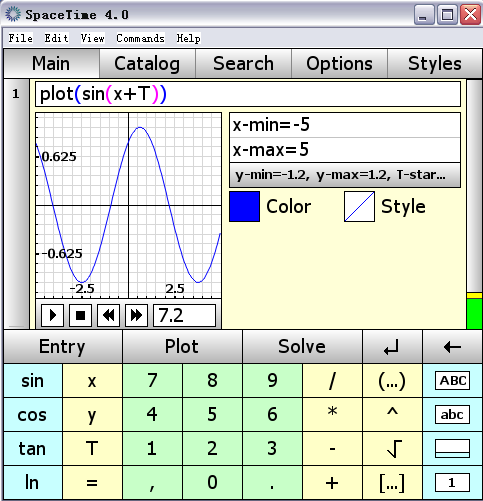 SpaceTime 4.0
File Edit View Commands Help
Main Catalog Search Options Styles
1 plot(sin(x+T))
x-min=-5
x-max=5
y-min=-1.2, y-max=1.2, T-star...
Color Style
0.625
-0.625
-2.5 2.5
7.2
Entry Plot Solve ↵ ←
sin x 7 8 9 / (...) ABC
cos y 4 5 6 * ^ abc
tan T 1 2 3 - √
ln = , 0 . + [...] 1